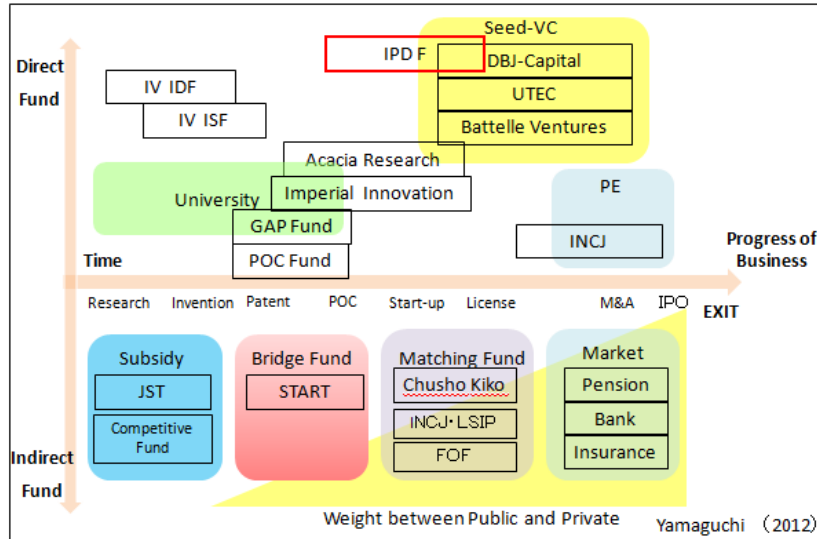 Seed-VC
IPD F
DBJ-Capital
Direct
Fund
IV IDF
UTEC
IV ISF
Battelle Ventures
Acacia Research
University
Imperial Innovation
PE
GAP Fund
INCJ
Progress of
Business
Time
POC Fund
Research
Invention
Patent
POC
Start-up
License
M&A
IPO
EXIT
Subsidy
JST
Competitive
Fund
Bridge Fund
START
Matching Fund
Chusho Kiko
INCJ・LSIP
FOF
Market
Pension
Bank
Insurance
Indirect
Fund
Weight between Public and Private
Yamaguchi （2012）